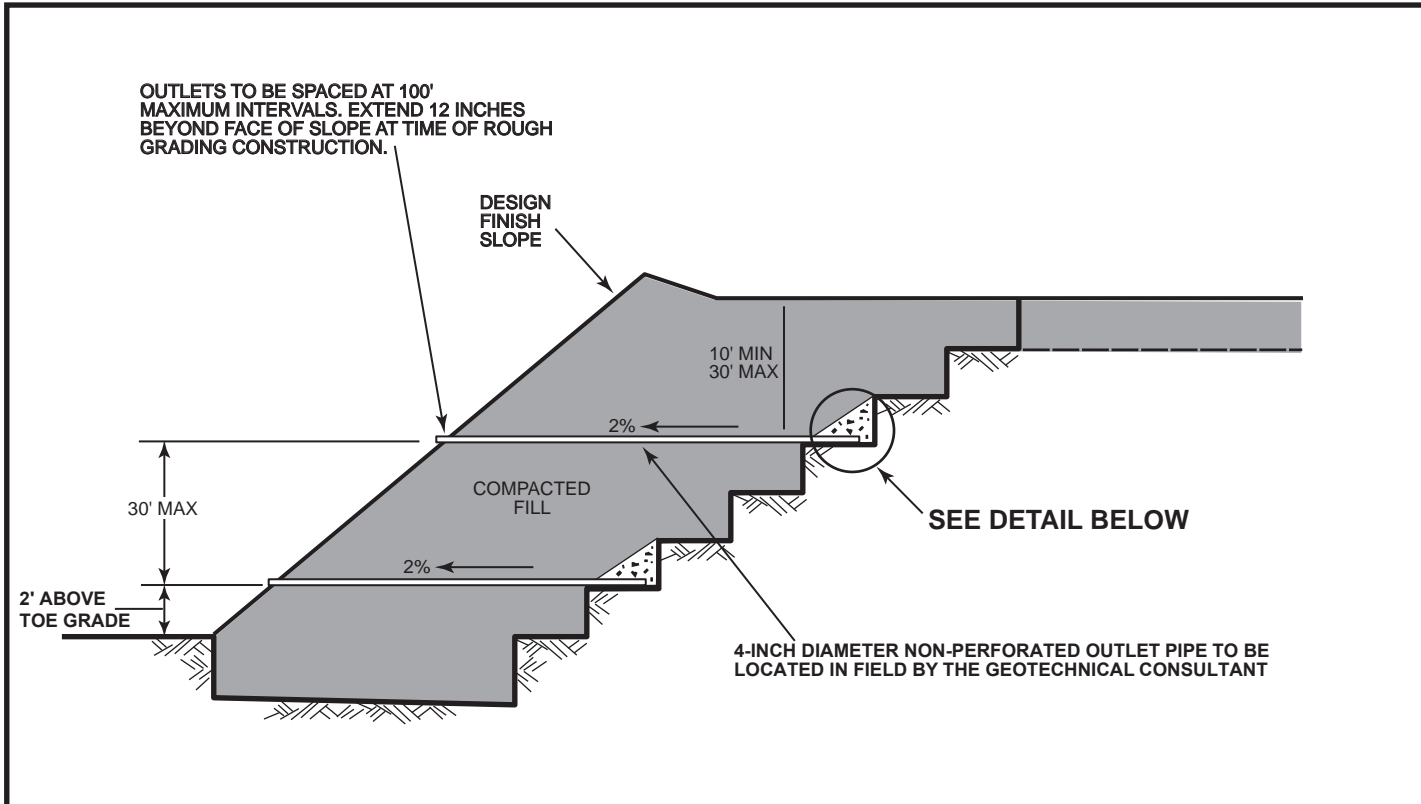 OUTLETS TO BE SPACED AT 100'
MAXIMUM INTERVALS. EXTEND 12 INCHES
BEYOND FACE OF SLOPE AT TIME OF ROUGH
GRADING CONSTRUCTION.
DESIGN
FINISH
SLOPE
10' MIN
30' MAX
2%
30' MAX
COMPACTED
FILL
SEE DETAIL BELOW
2%
2' ABOVE
TOE GRADE
4-INCH DIAMETER NON-PERFORATED OUTLET PIPE TO BE
LOCATED IN FIELD BY THE GEOTECHNICAL CONSULTANT